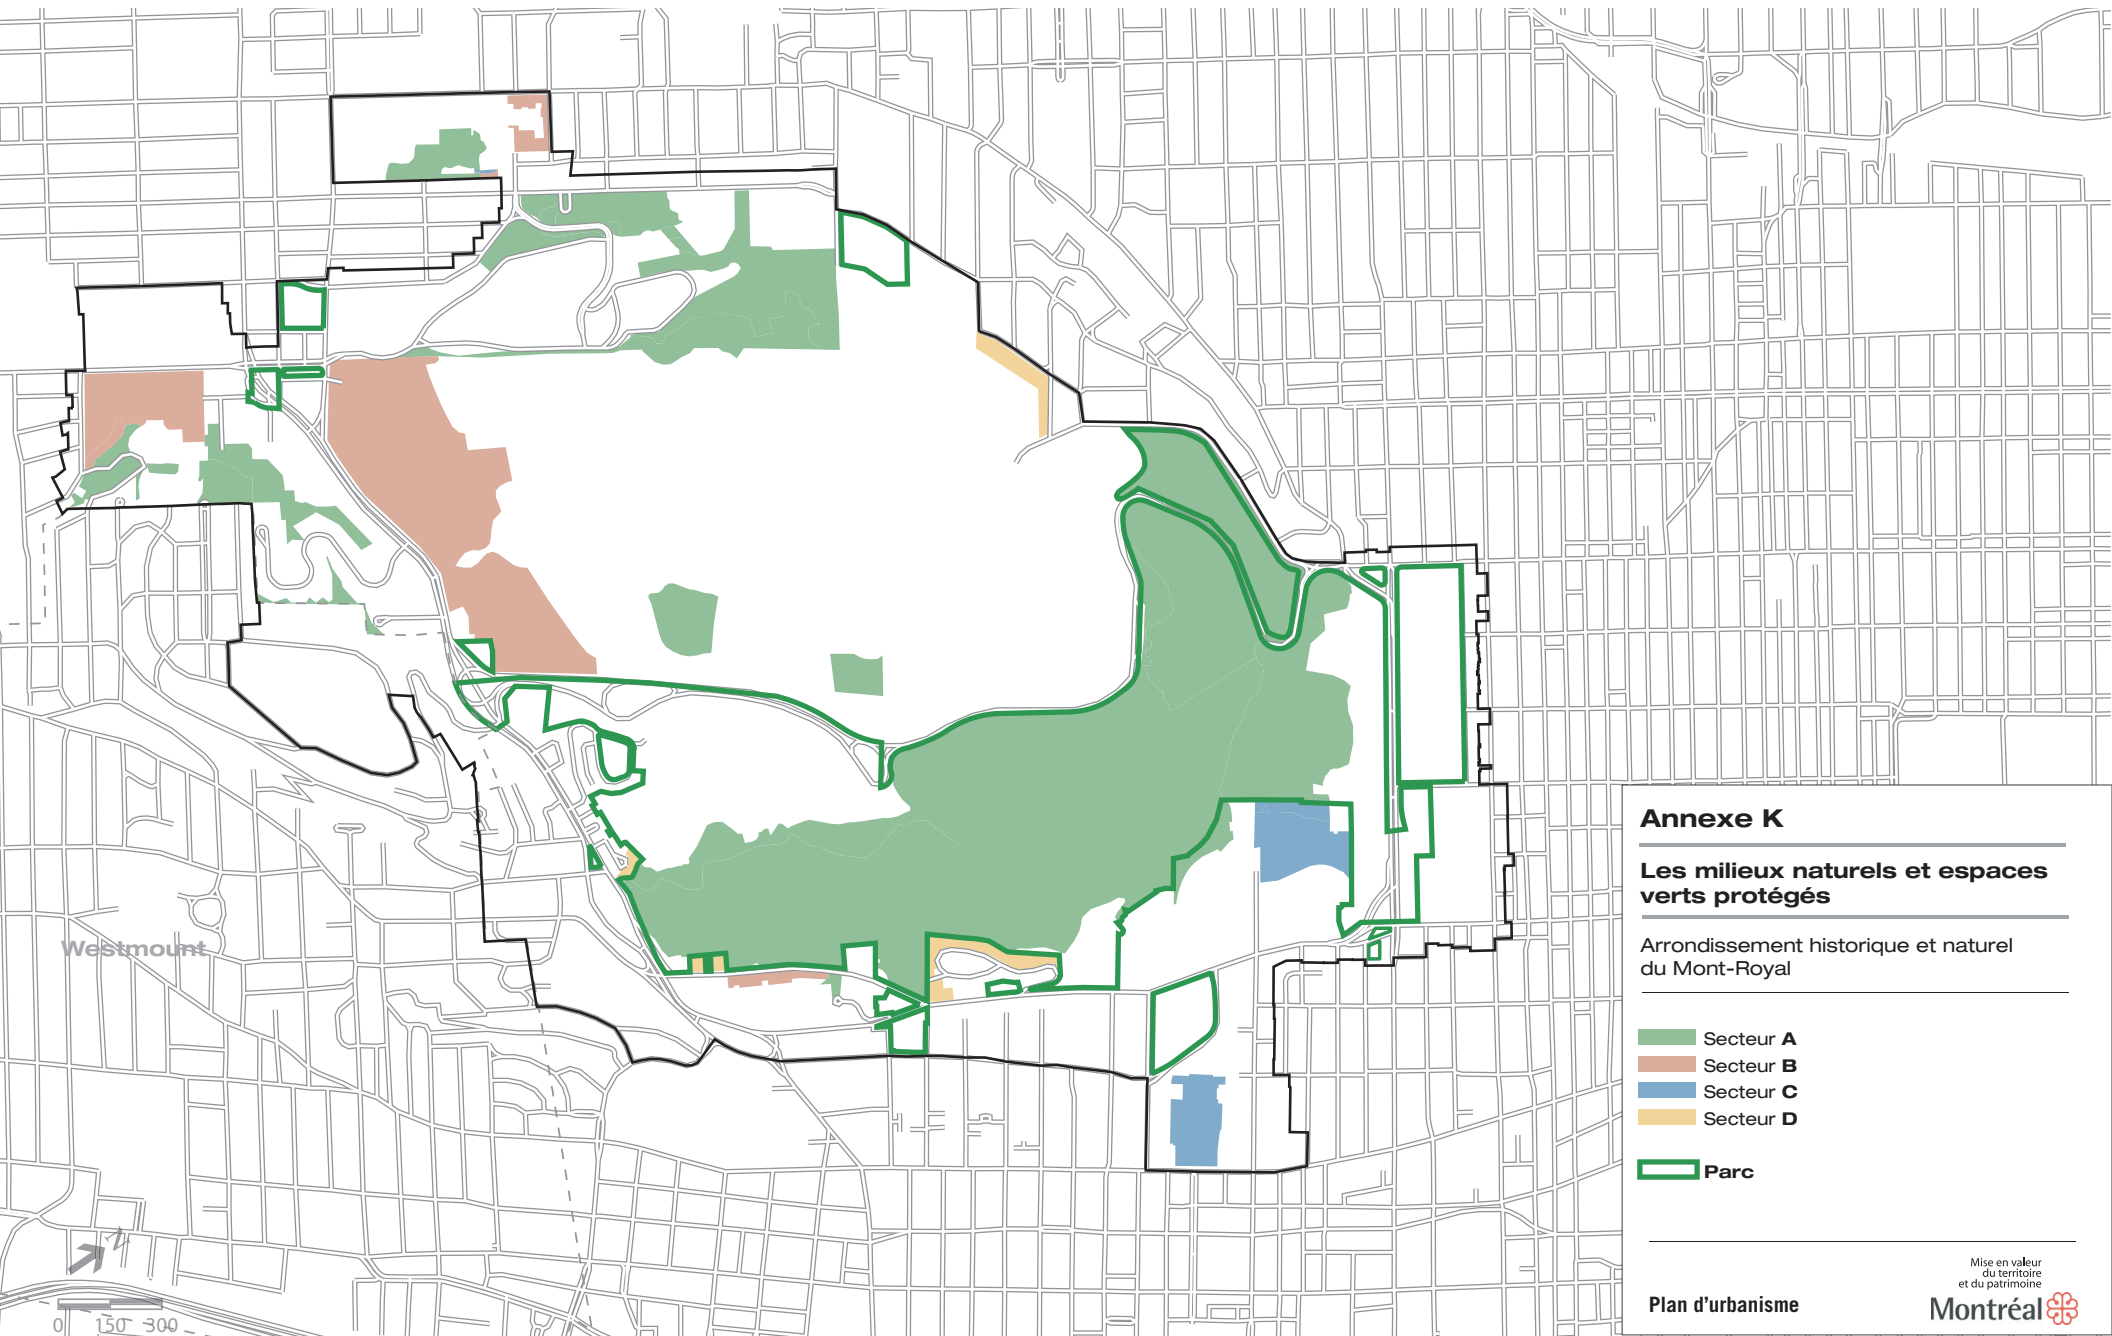 Westmount
N
0 150 300
Annexe K
Les milieux naturels et espaces
verts protégés
Arrondissement historique et naturel
du Mont-Royal
Secteur A
Secteur B
Secteur C
Secteur D
Parc
Mise en valeur
du territoire
et du patrimoine
Plan d'urbanisme
Montréal